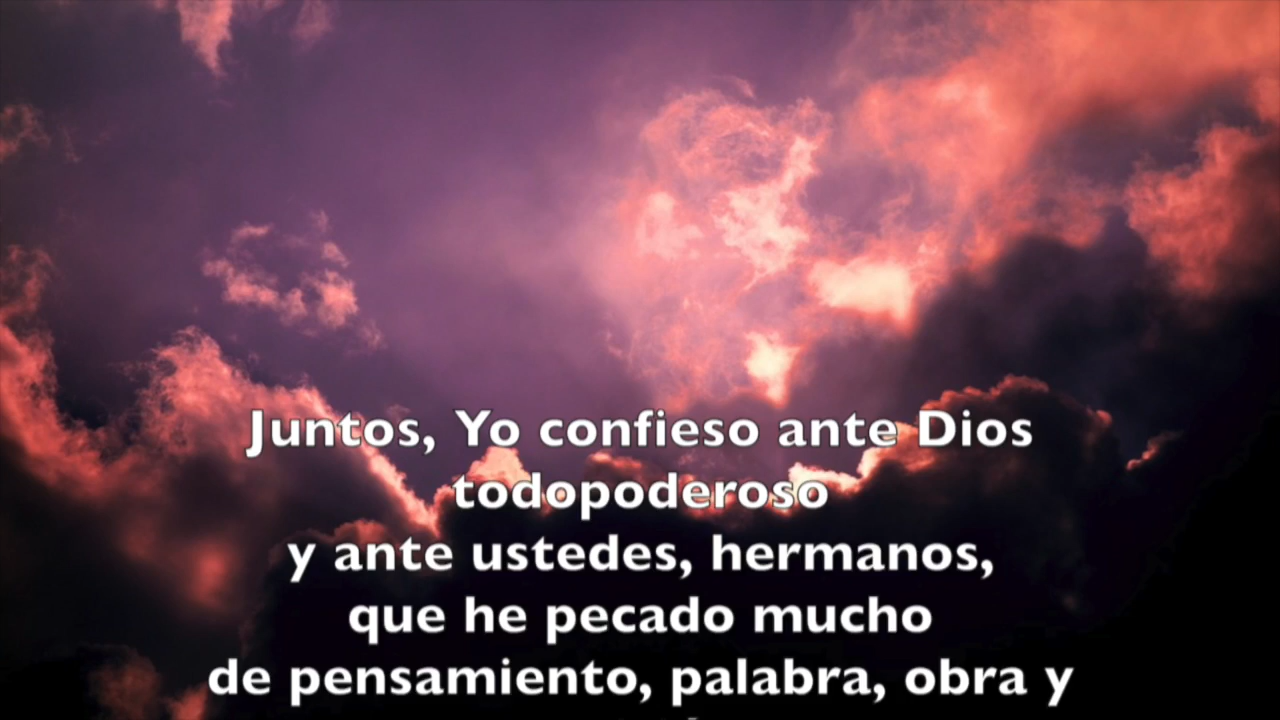 Juntos, Yo confieso ante Dios
todopoderoso
y ante ustedes, hermanos,
que he pecado mucho
de pensamiento, palabra, obra y